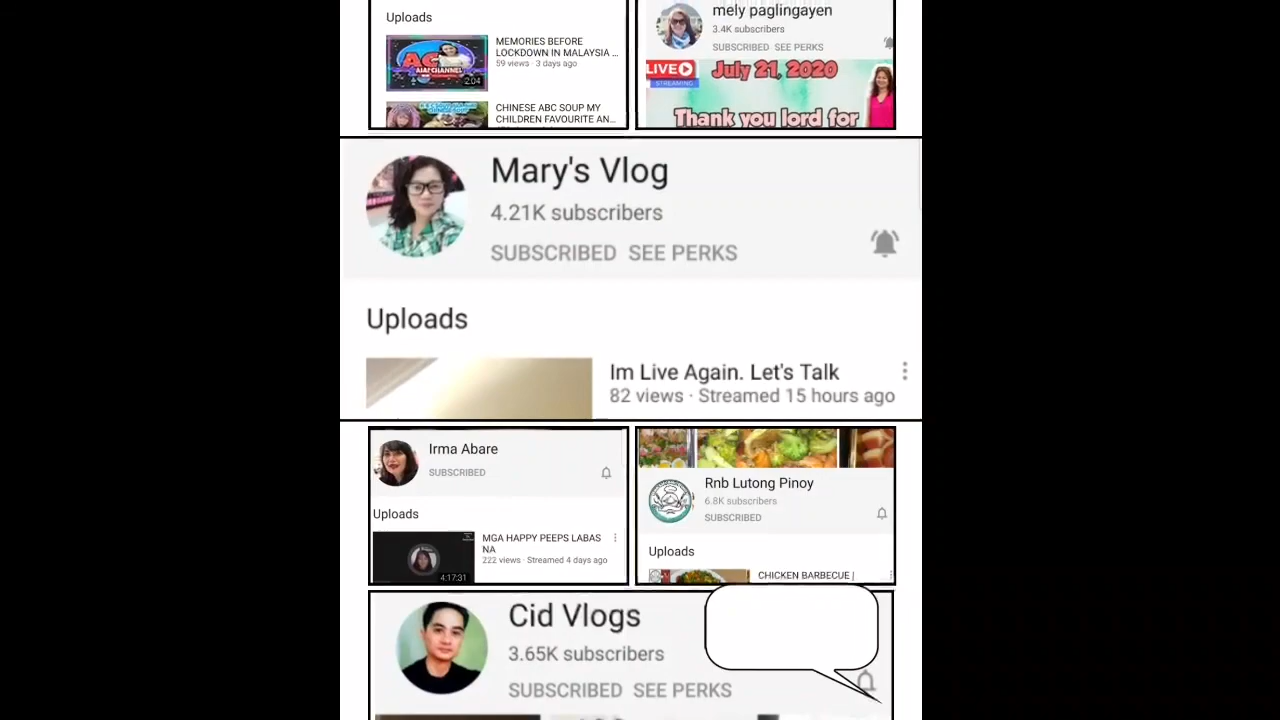 Uploads
MEMORIES BEFORE
LOCKDOWN IN MALAYSIA ...
59 views · 3 days ago
AC
2:04
CHINESE ABC SOUP MY
CHILDREN FAVOURITE AN...
mely paglingayen
3.4K subscribers
SUBSCRIBED SEE PERKS
LIVE
STREAMING
July 21, 2020
Thank you lord for
Mary's Vlog
4.21K subscribers
SUBSCRIBED SEE PERKS
Uploads
Im Live Again. Let's Talk
82 views · Streamed 15 hours ago
Irma Abare
SUBSCRIBED
Uploads
MGA HAPPY PEEPS LABAS
NA
222 views · Streamed 4 days ago
4:17:31
Rnb Lutong Pinoy
6.8K subscribers
SUBSCRIBED
Uploads
CHICKEN BARBECUE |
Cid Vlogs
3.65K subscribers
SUBSCRIBED SEE PERKS